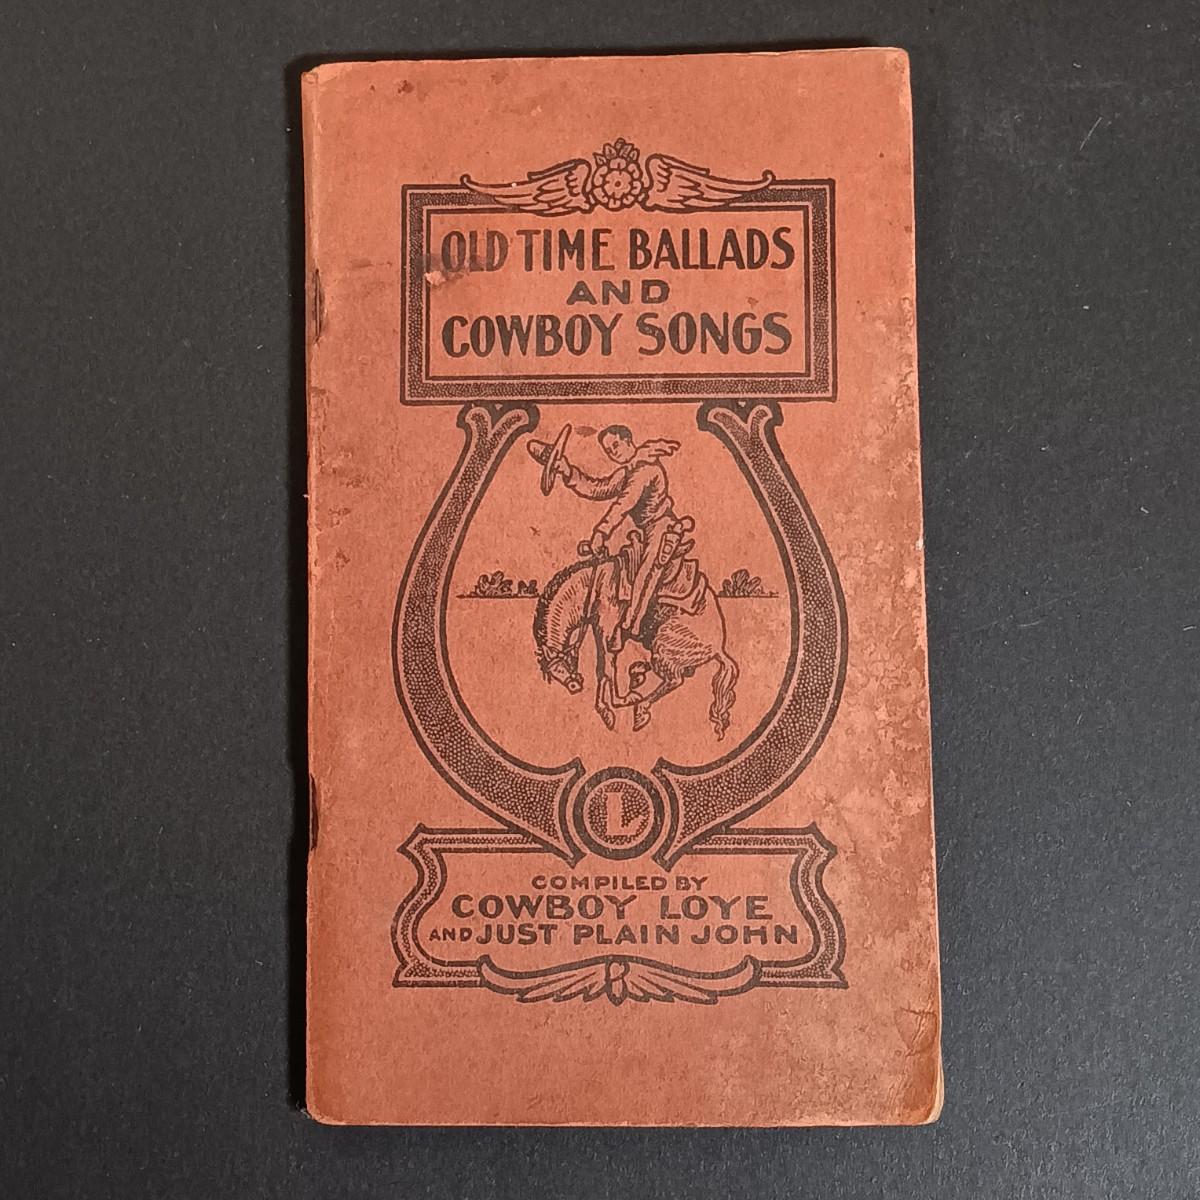 OLD TIME BALLADS
AND
COWBOY SONGS
L
COMPILED BY
COWBOY LOYE
AND JUST PLAIN JOHN